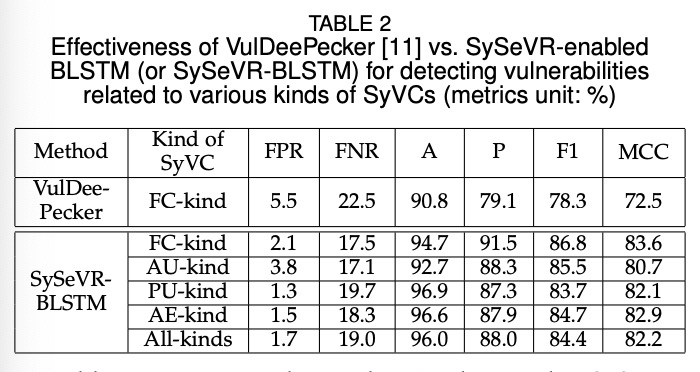 TABLE 2
Effectiveness of VulDeePecker [11] vs. SySeVR-enabled
BLSTM (or SySeVR-BLSTM) for detecting vulnerabilities
related to various kinds of SyVCs (metrics unit: %)
Method Kind of SyVC FPR FNR A P F1 MCC
VulDee-Pecker FC-kind 5.5 22.5 90.8 79.1 78.3 72.5
SySeVR-BLSTM FC-kind 2.1 17.5 94.7 91.5 86.8 83.6
AU-kind 3.8 17.1 92.7 88.3 85.5 80.7
PU-kind 1.3 19.7 96.9 87.3 83.7 82.1
AE-kind 1.5 18.3 96.6 87.9 84.7 82.9
All-kinds 1.7 19.0 96.0 88.0 84.4 82.2